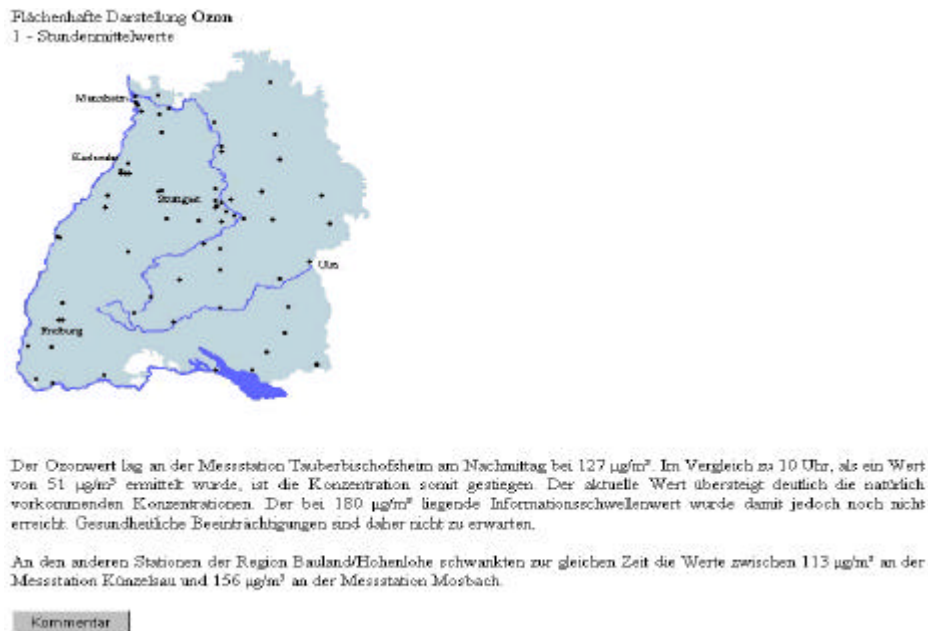 Flächenhafte Darstellung Ozon
1 - Stundenmittelwerte
Mannheim
Karlsruhe
Stuttgart
Ulm
Freiburg
Der Ozonwert lag an der Messstation Tauberbischofsheim am Nachmittag bei 127 µg/m³. Im Vergleich zu 10 Uhr, als ein Wert
von 51 µg/m³ ermittelt wurde, ist die Konzentration somit gestiegen. Der aktuelle Wert übersteigt deutlich die natürlich
vorkommenden Konzentrationen. Der bei 180 µg/m³ liegende Informationsschwellenwert wurde damit jedoch noch nicht
erreicht. Gesundheitliche Beeinträchtigungen sind daher nicht zu erwarten.
An den anderen Stationen der Region Bauland/Hohenlohe schwankten zur gleichen Zeit die Werte zwischen 113 µg/m³ an der
Messstation Künzelsau und 156 µg/m³ an der Messstation Mosbach.
Kommentar